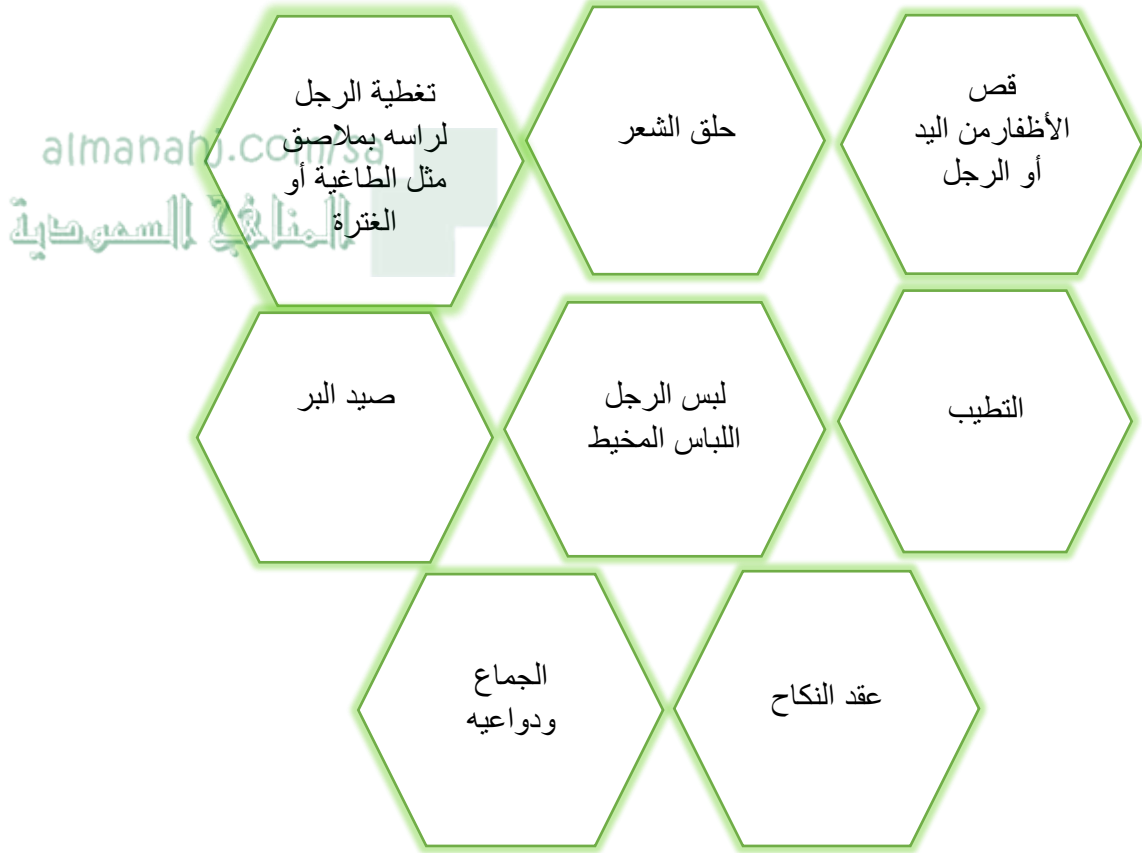 قص
الأظفارمن اليد
أو الرجل
حلق الشعر
تغطية الرجل
لراسه بملاصق
مثل الطاغية أو
الغترة
almanahj.com/sa
المناهج السعودية
التطيب
لبس الرجل
اللباس المخيط
صيد البر
عقد النكاح
الجماع
ودواعيه